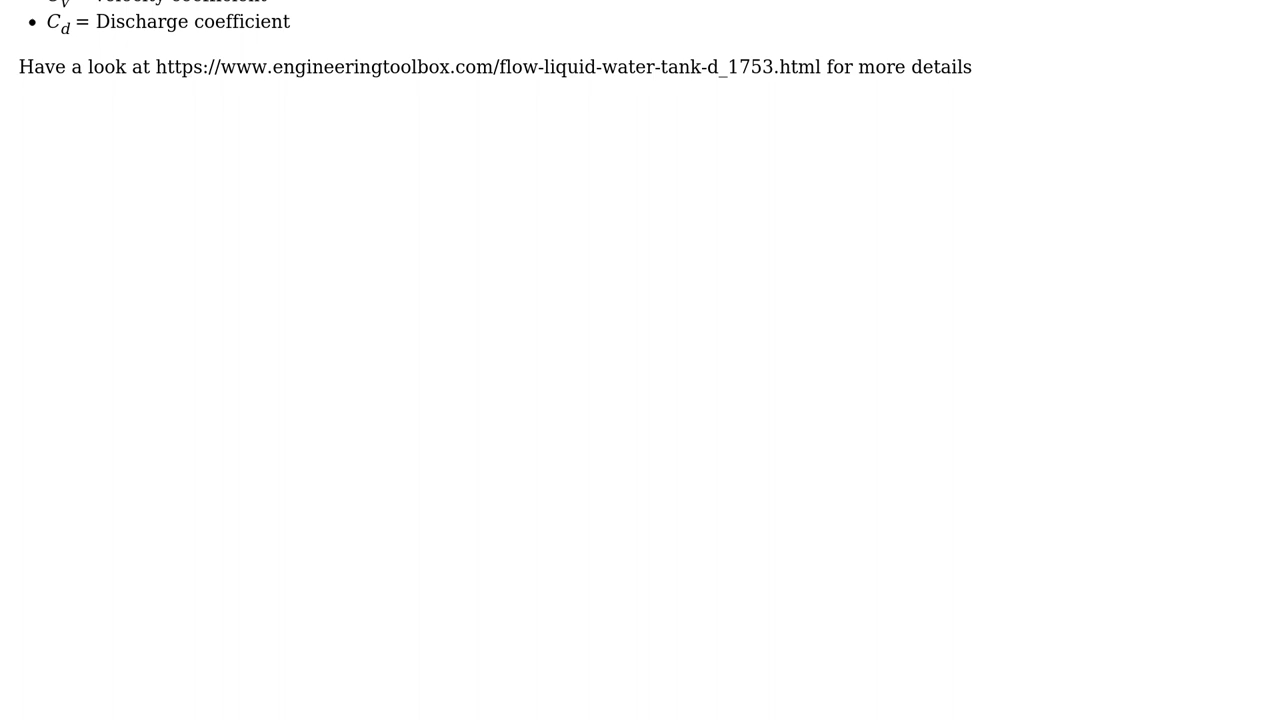 • C_d = Discharge coefficient
Have a look at https://www.engineeringtoolbox.com/flow-liquid-water-tank-d_1753.html for more details